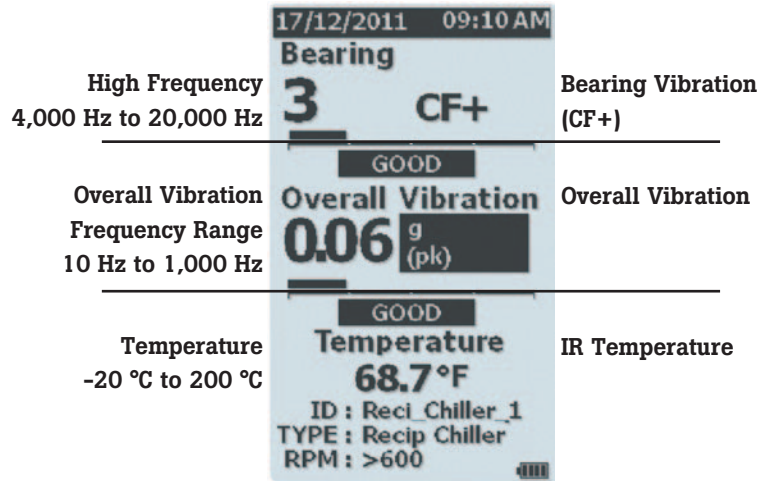 17/12/2011 09:10 AM
Bearing
High Frequency
4,000 Hz to 20,000 Hz
3 CF+
Bearing Vibration
(CF+)
GOOD
Overall Vibration
Frequency Range
10 Hz to 1,000 Hz
Overall Vibration
0.06 g
(pk)
Overall Vibration
GOOD
Temperature
-20 °C to 200 °C
Temperature
68.7 °F
IR Temperature
ID : Reci_Chiller_1
TYPE : Recip Chiller
RPM : >600